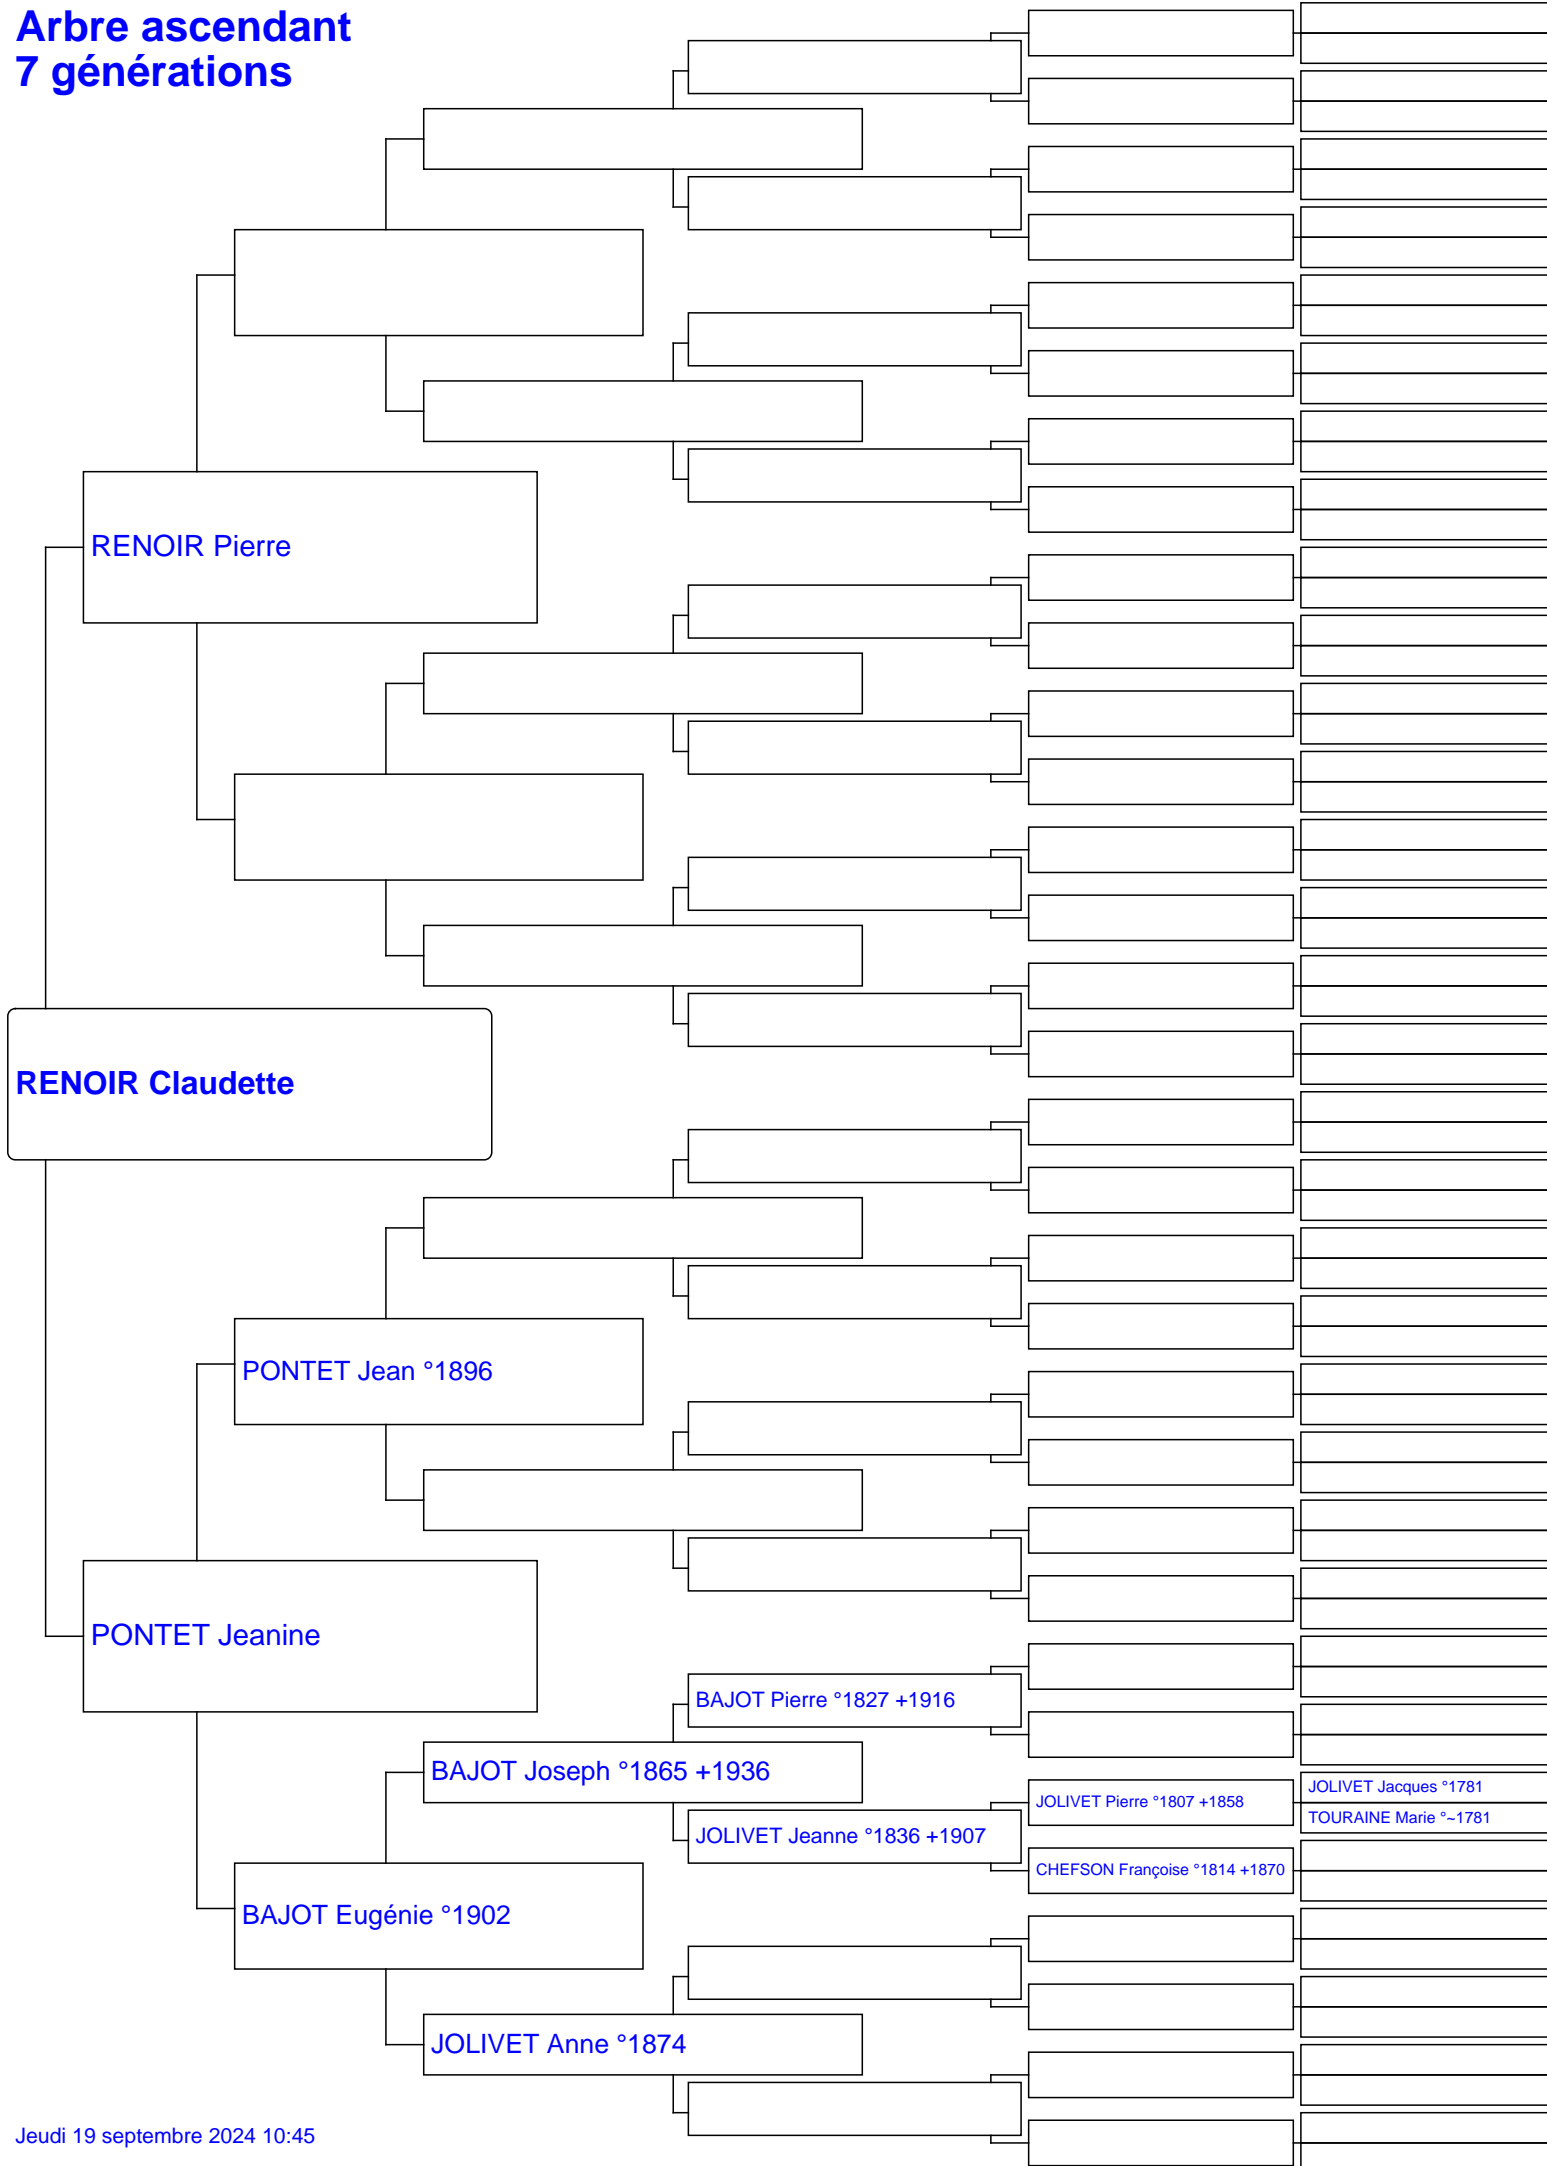 Arbre ascendant
7 générations
RENOIR Pierre
RENOIR Claudette
PONTET Jean °1896
PONTET Jeanine
BAJOT Pierre °1827 +1916
BAJOT Joseph °1865 +1936
JOLIVET Jacques °1781
JOLIVET Pierre °1807 +1858
TOURAINE Marie °~1781
JOLIVET Jeanne °1836 +1907
CHEFSON Françoise °1814 +1870
BAJOT Eugénie °1902
JOLIVET Anne °1874
Jeudi 19 septembre 2024 10:45